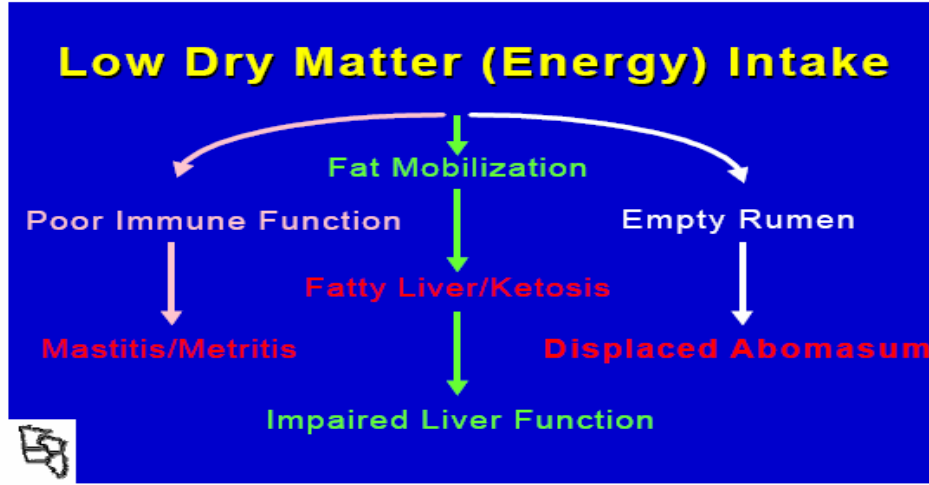 Low Dry Matter (Energy) Intake
Fat Mobilization
Poor Immune Function
Empty Rumen
Fatty Liver/Ketosis
Mastitis/Metritis
Displaced Abomasum
Impaired Liver Function